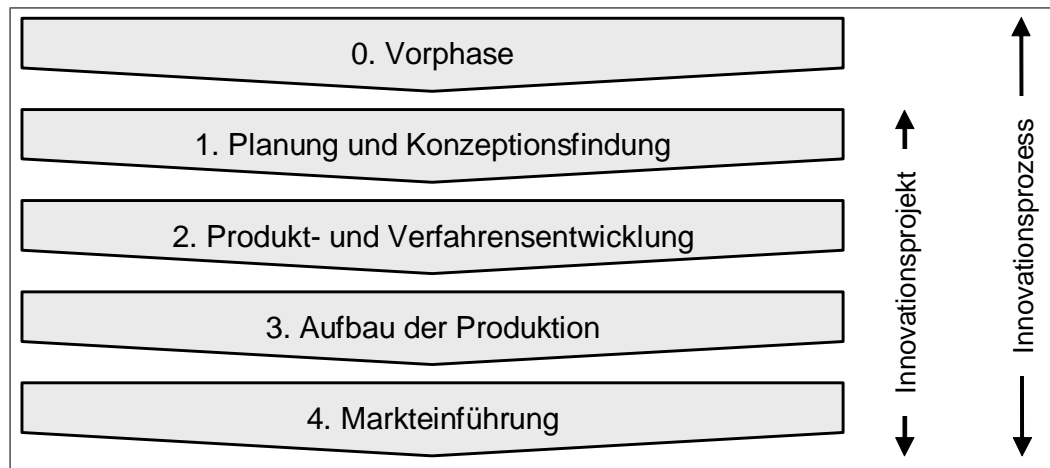 0. Vorphase
1. Planung und Konzeptionsfindung
2. Produkt- und Verfahrensentwicklung
3. Aufbau der Produktion
4. Markteinführung
Innovationsprojekt
Innovationsprozess